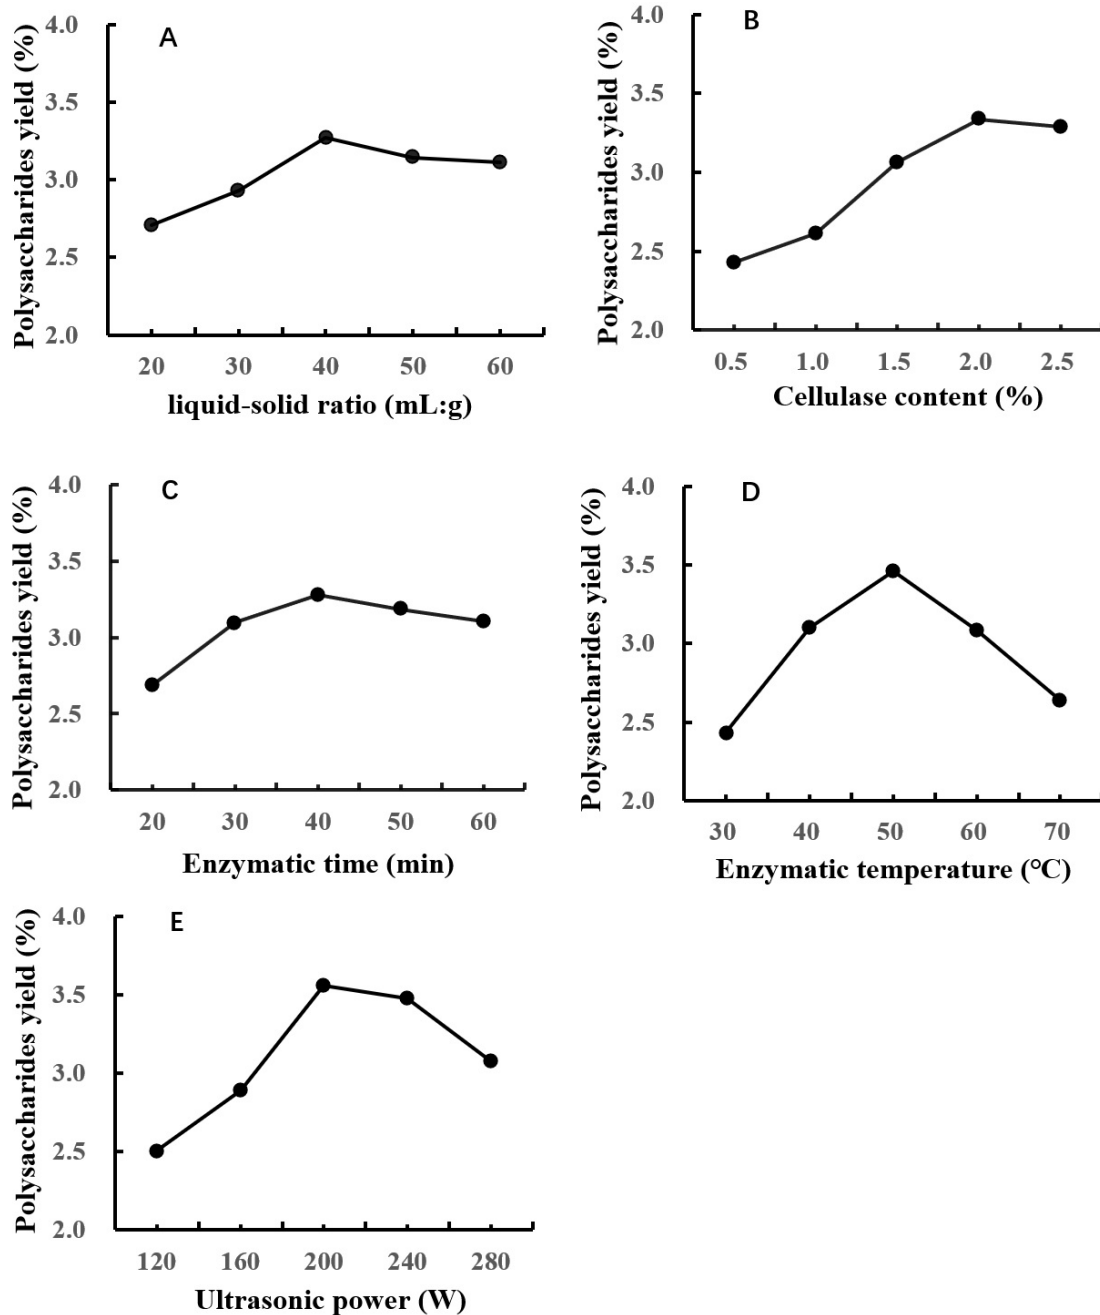 A
Polysaccharides yield (%)
4.0
3.5
3.0
2.5
2.0
20 30 40 50 60
liquid-solid ratio (mL:g)
B
Polysaccharides yield (%)
4.0
3.5
3.0
2.5
2.0
0.5 1.0 1.5 2.0 2.5
Cellulase content (%)
C
Polysaccharides yield (%)
4.0
3.5
3.0
2.5
2.0
20 30 40 50 60
Enzymatic time (min)
D
Polysaccharides yield (%)
4.0
3.5
3.0
2.5
2.0
30 40 50 60 70
Enzymatic temperature (°C)
E
Polysaccharides yield (%)
4.0
3.5
3.0
2.5
2.0
120 160 200 240 280
Ultrasonic power (W)